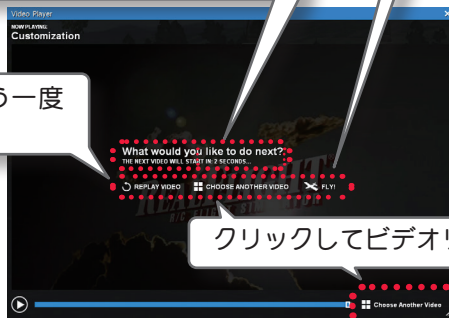 Video Player
NOW PLAYING:
Customization
う一度
What would you like to do next?
THE NEXT VIDEO WILL START IN: 2 SECONDS...
REPLAY VIDEO
CHOOSE ANOTHER VIDEO
FLY!
クリックしてビデオ
Choose Another Video